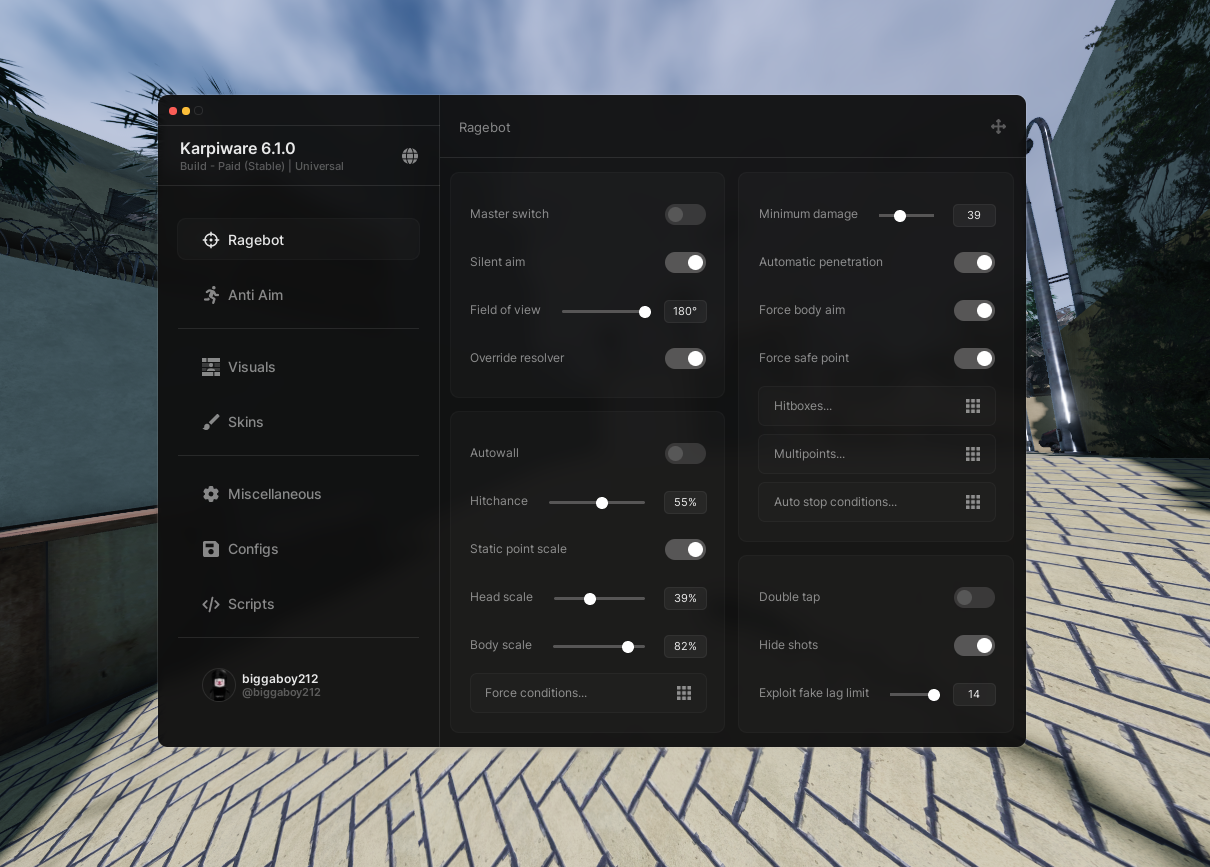 Karpiware 6.1.0
Build - Paid (Stable) | Universal
Ragebot
Anti Aim
Visuals
Skins
Miscellaneous
Configs
Scripts
biggaboy212
@biggaboy212
Ragebot
Master switch
Silent aim
Field of view 180°
Override resolver
Autowall
Hitchance 55%
Static point scale
Head scale 39%
Body scale 82%
Force conditions...
Minimum damage 39
Automatic penetration
Force body aim
Force safe point
Hitboxes...
Multipoints...
Auto stop conditions...
Double tap
Hide shots
Exploit fake lag limit 14